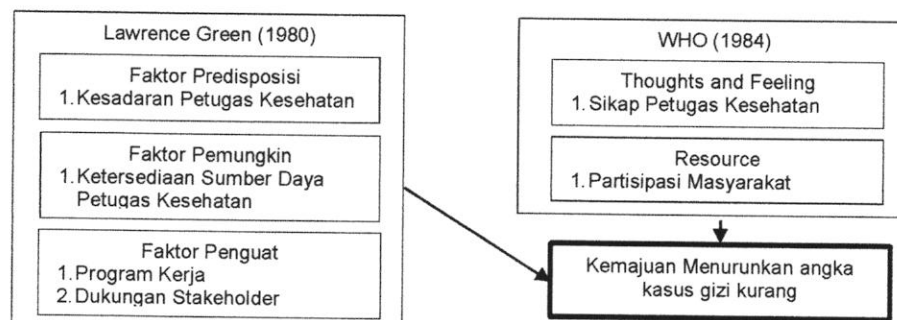 Lawrence Green (1980)
Faktor Predisposisi
1. Kesadaran Petugas Kesehatan
Faktor Pemungkin
1. Ketersediaan Sumber Daya
Petugas Kesehatan
Faktor Penguat
1. Program Kerja
2. Dukungan Stakeholder
WHO (1984)
Thoughts and Feeling
1. Sikap Petugas Kesehatan
Resource
1. Partisipasi Masyarakat
Kemajuan Menurunkan angka
kasus gizi kurang